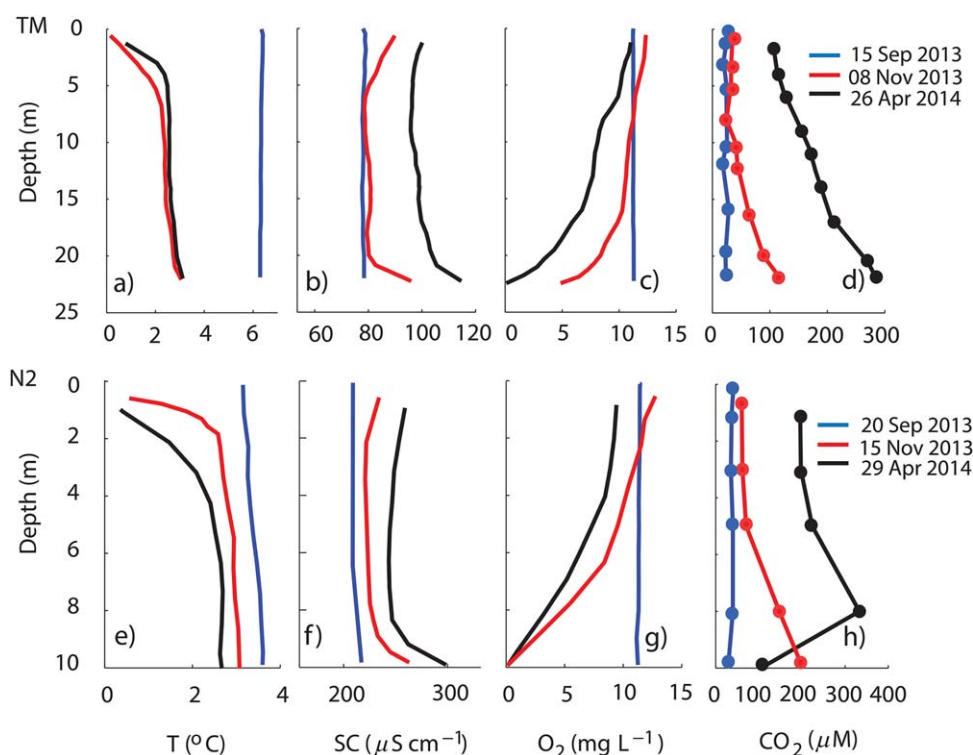 TM
0
5
10
15
20
25
Depth (m)
a)
b)
c)
d)
15 Sep 2013
08 Nov 2013
26 Apr 2014
0 2 4 6
60 80 100 120
0 5 10 15
0 100 200 300
N2
0
2
4
6
8
10
Depth (m)
e)
f)
g)
h)
20 Sep 2013
15 Nov 2013
29 Apr 2014
0 2 4
200 300
0 5 10 15
0 100 200 300 400
T (° C)
SC (μS cm⁻¹)
O₂ (mg L⁻¹)
CO₂ (μM)